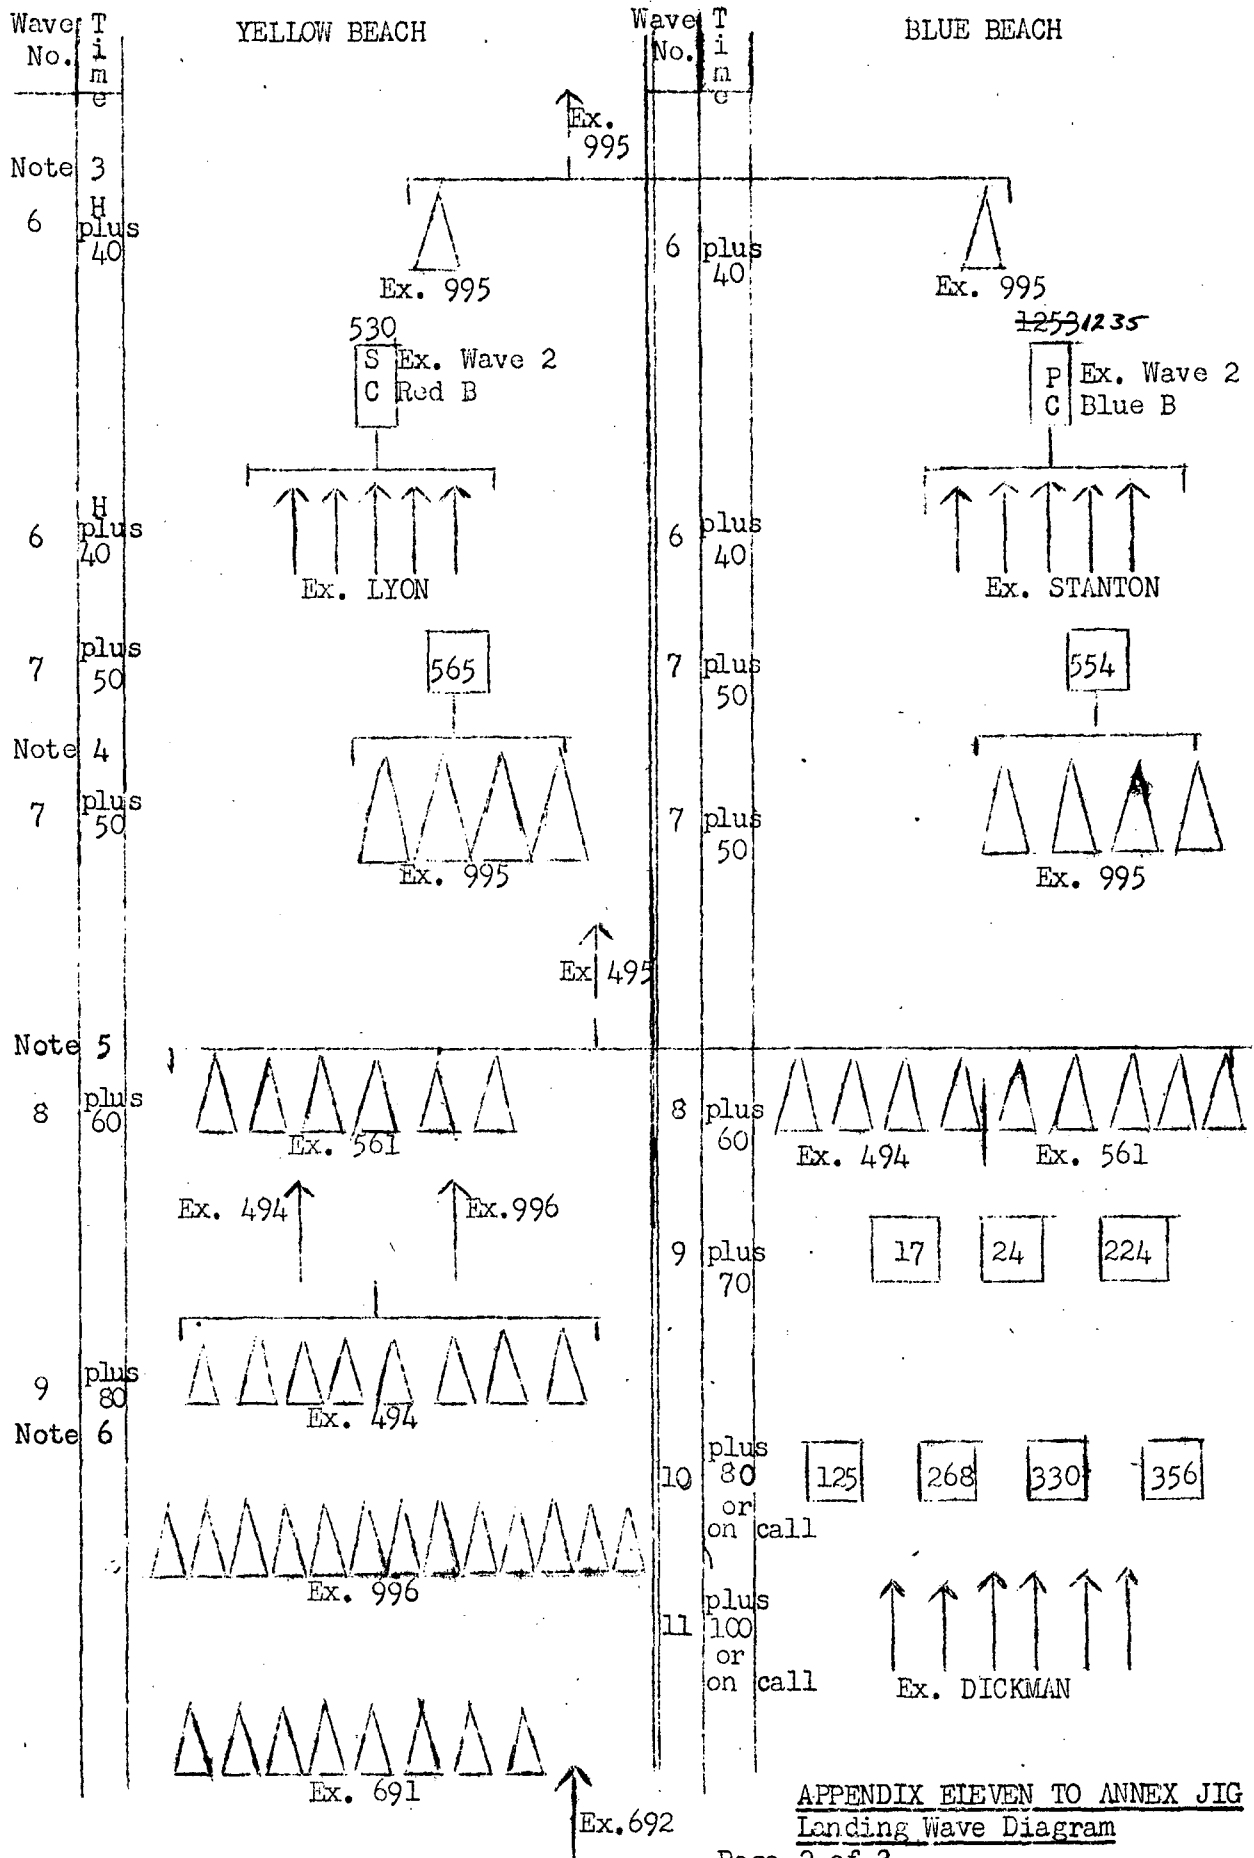 Wave No. Time YELLOW BEACH
Ex. 995
Note 3
6 H plus 40
Ex. 995
530
S C Ex. Wave 2 Red B
6 H plus 40
Ex. LYON
7 plus 50
565
Note 4
7 plus 50
Ex. 995
Ex 495
Note 5
8 plus 60
Ex. 561
Ex. 494
Ex.996
9 plus 80
Ex. 494
Note 6
Ex. 996
Ex. 691
Ex.692
Wave No. Time BLUE BEACH
6 plus 40
Ex. 995
1253 1235
P C Ex. Wave 2 Blue B
6 plus 40
Ex. STANTON
7 plus 50
554
7 plus 50
Ex. 995
8 plus 60
Ex. 494 Ex. 561
9 plus 70
17 24 224
10 plus 80 or on call
125 268 330 356
11 plus 100 or on call
Ex. DICKMAN
APPENDIX ELEVEN TO ANNEX JIG
Landing Wave Diagram
Page 2 of 3